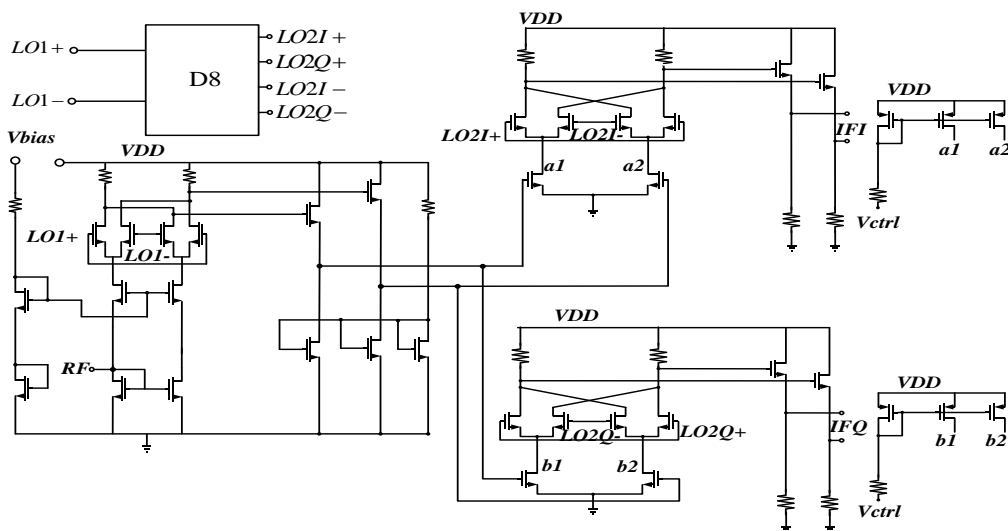 LO1+
LO1−
D8
LO2I+
LO2Q+
LO2I−
LO2Q−
Vbias
VDD
LO1+
LO1-
RF
VDD
LO2I+
LO2I-
a1
a2
IFI
VDD
a1
a2
Vctrl
VDD
LO2Q-
LO2Q+
b1
b2
IFQ
VDD
b1
b2
Vctrl